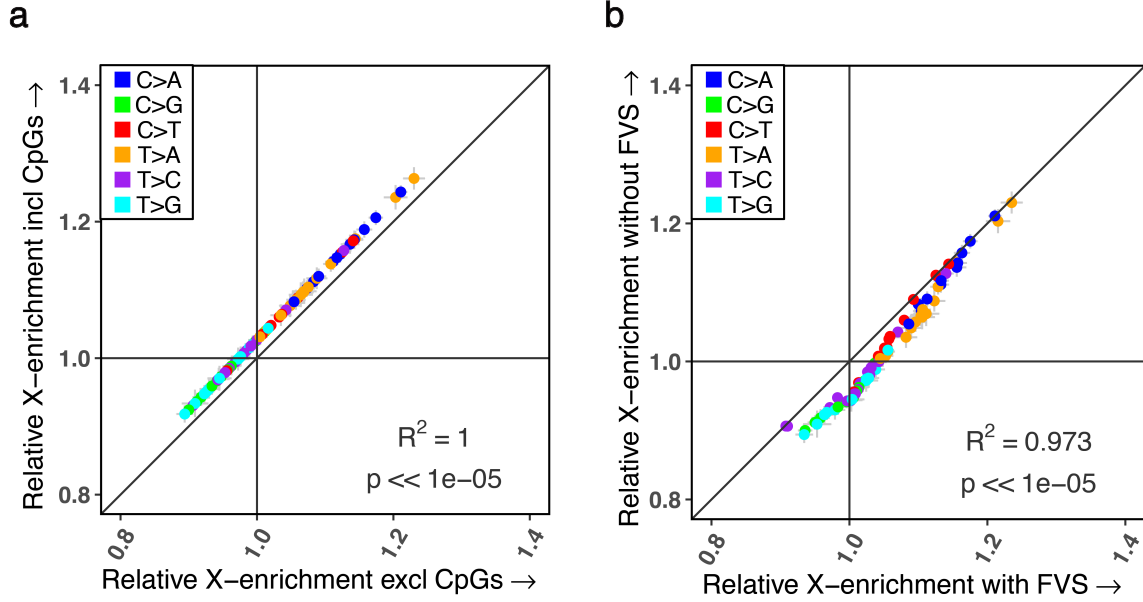 a
Relative X−enrichment incl CpGs →
1.4
1.2
1.0
0.8
C>A
C>G
C>T
T>A
T>C
T>G
R² = 1
p << 1e−05
0.8
1.0
1.2
1.4
Relative X−enrichment excl CpGs →
b
Relative X−enrichment without FVS →
1.4
1.2
1.0
0.8
C>A
C>G
C>T
T>A
T>C
T>G
R² = 0.973
p << 1e−05
0.8
1.0
1.2
1.4
Relative X−enrichment with FVS →